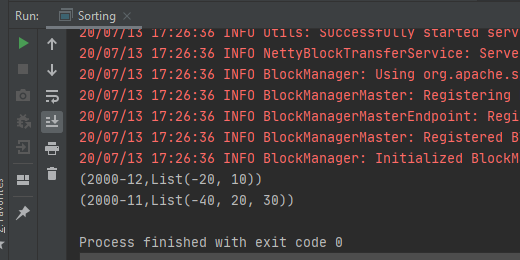 Run: Sorting
20/07/13 17:26:36 INFO Utils: Successfully started serv
20/07/13 17:26:36 INFO NettyBlockTransferService: Serve
20/07/13 17:26:36 INFO BlockManager: Using org.apache.s
20/07/13 17:26:36 INFO BlockManagerMaster: Registering
20/07/13 17:26:36 INFO BlockManagerMasterEndpoint: Regi
20/07/13 17:26:36 INFO BlockManagerMaster: Registered B
20/07/13 17:26:36 INFO BlockManager: Initialized BlockM
(2000-12,List(-20, 10))
(2000-11,List(-40, 20, 30))
Process finished with exit code 0
Favorites